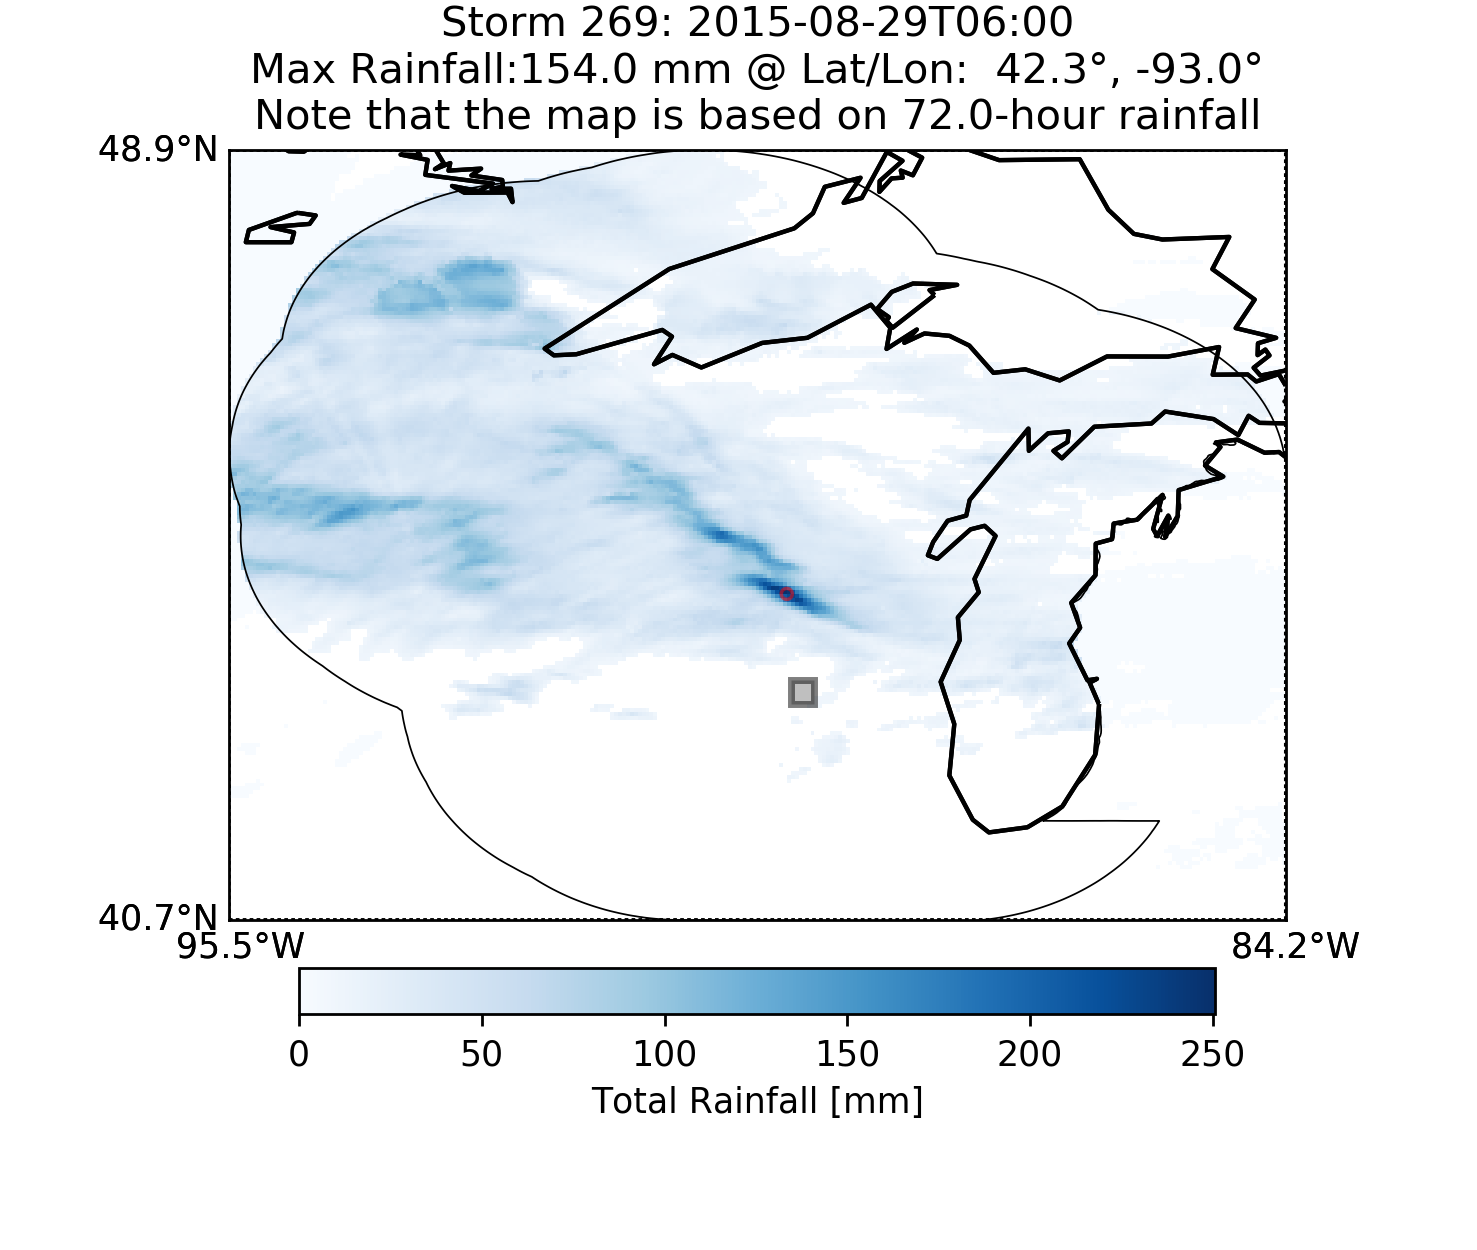 Storm 269: 2015-08-29T06:00
Max Rainfall:154.0 mm @ Lat/Lon:  42.3°, -93.0°
Note that the map is based on 72.0-hour rainfall
48.9°N
40.7°N
95.5°W
84.2°W
0 50 100 150 200 250
Total Rainfall [mm]